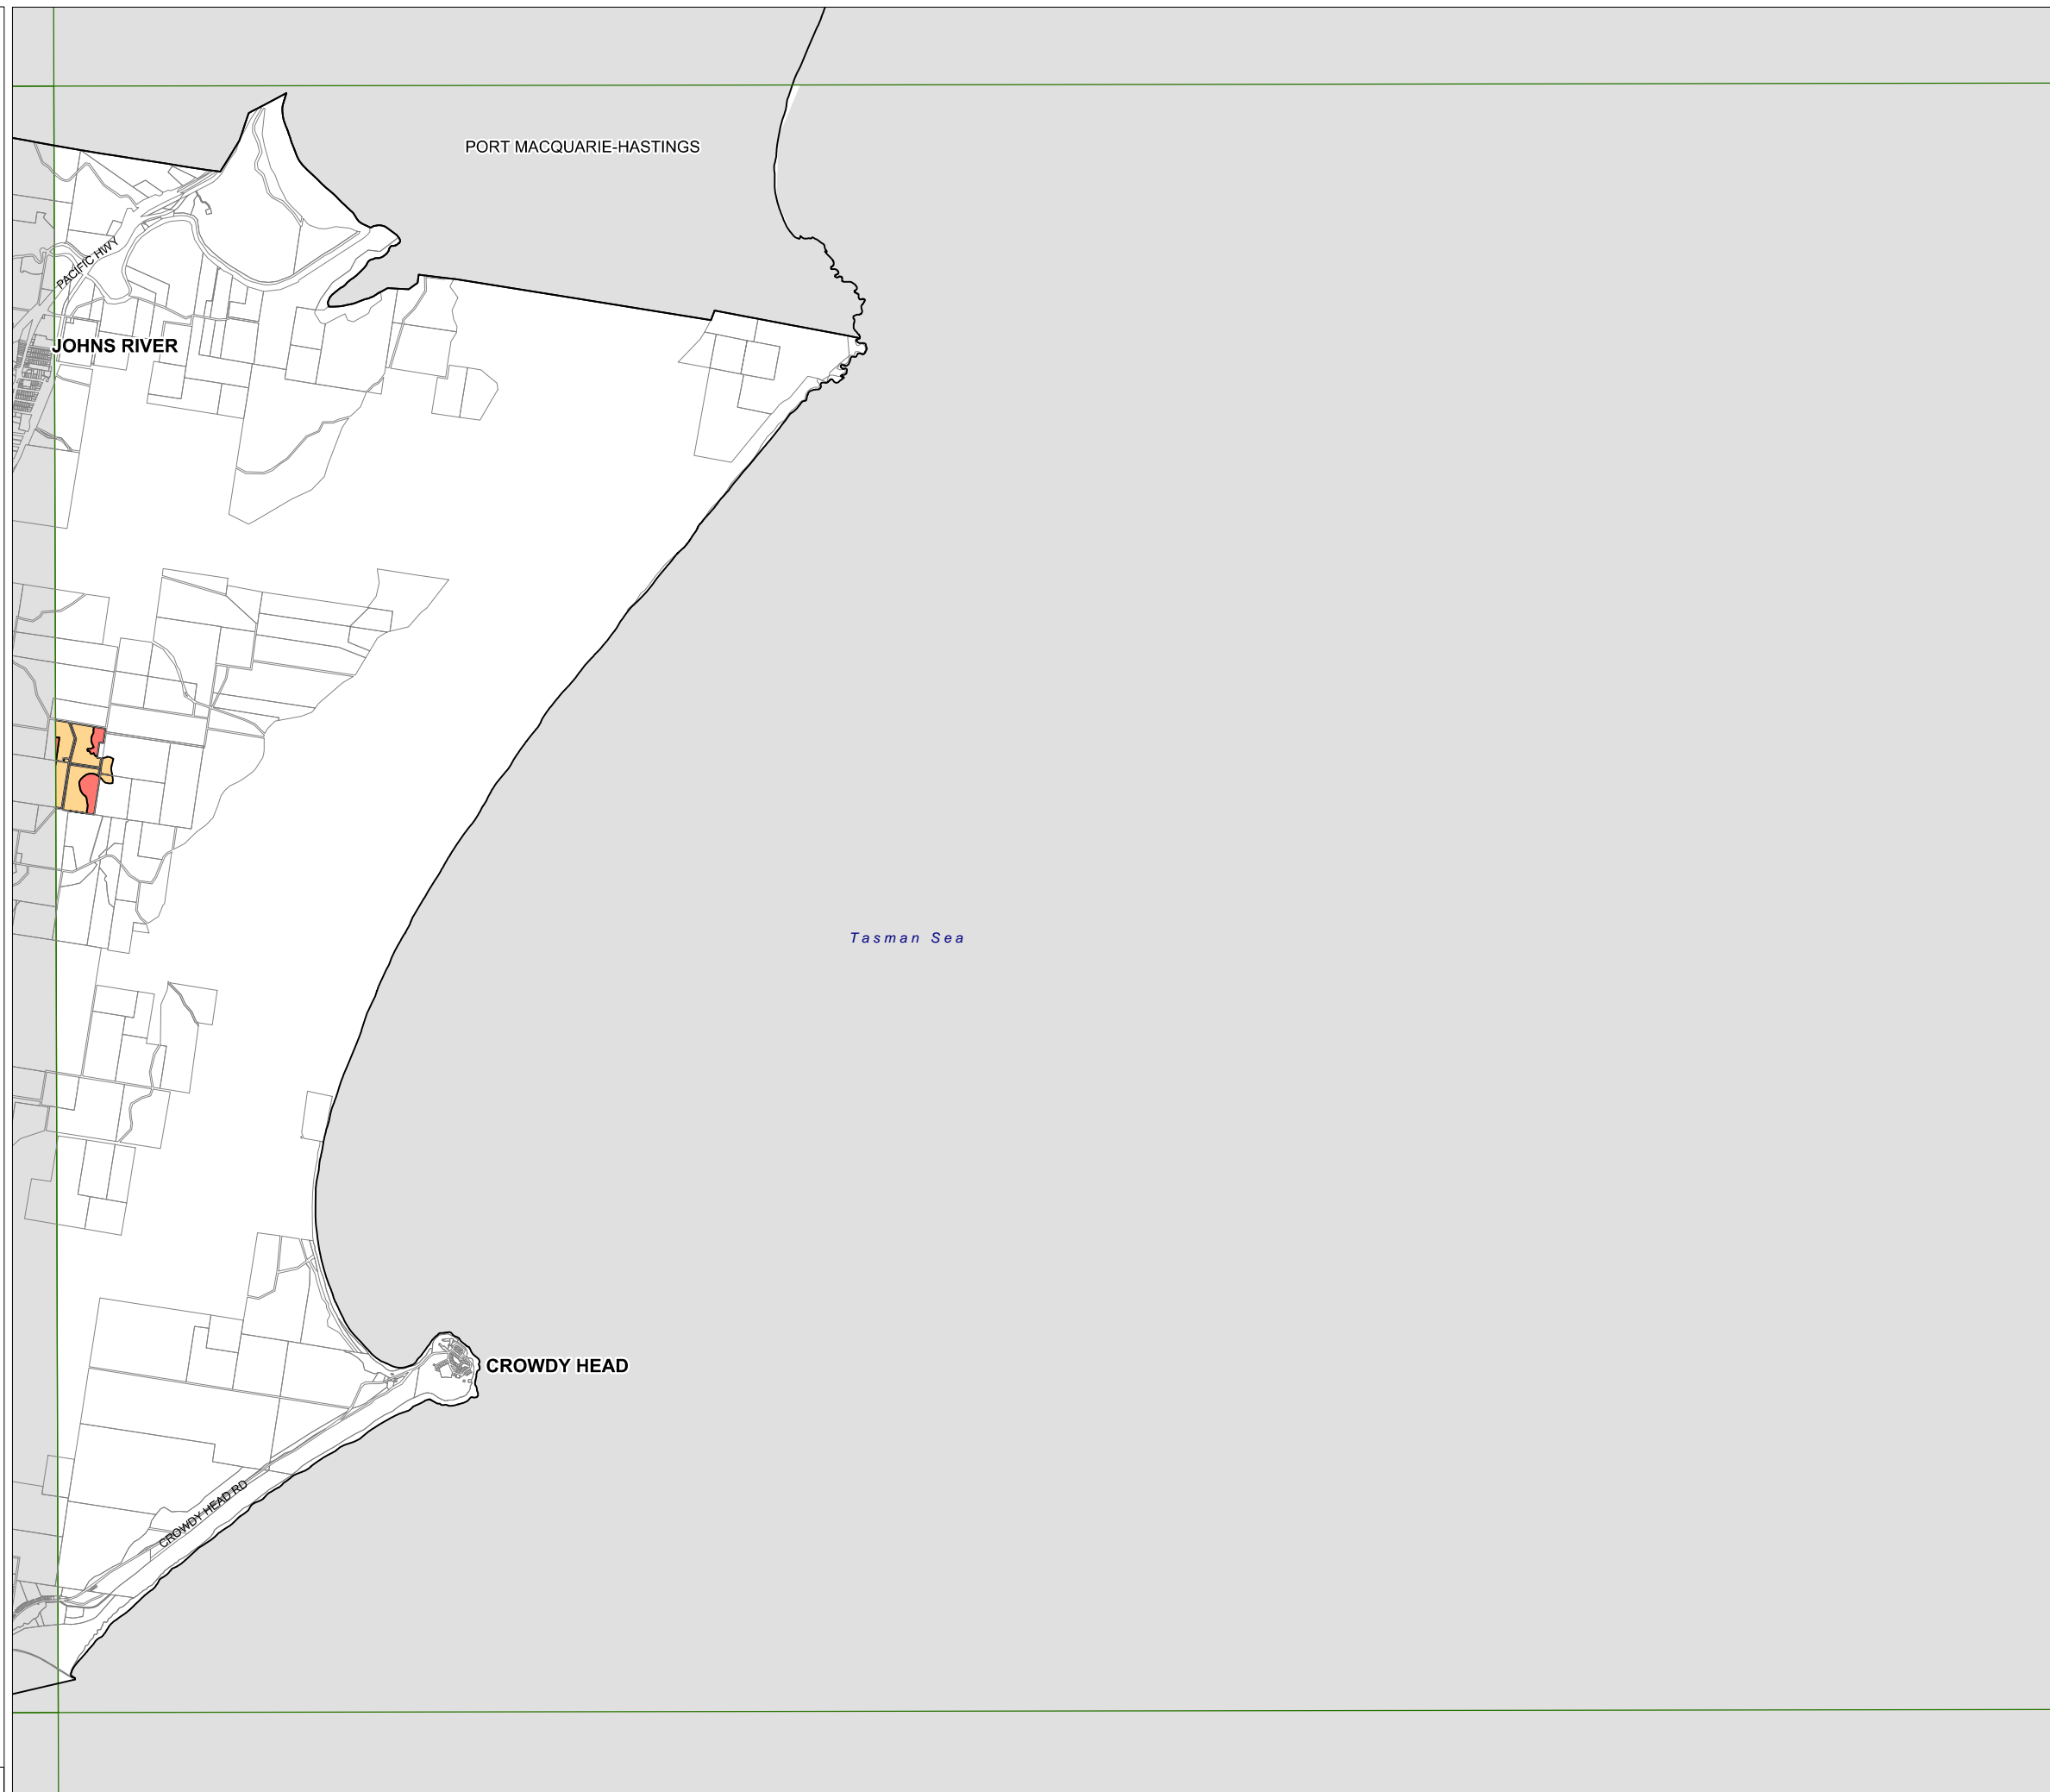 PORT MACQUARIE-HASTINGS
PACIFIC HWY
JOHNS RIVER
Tasman Sea
CROWDY HEAD
CROWDY HEAD RD